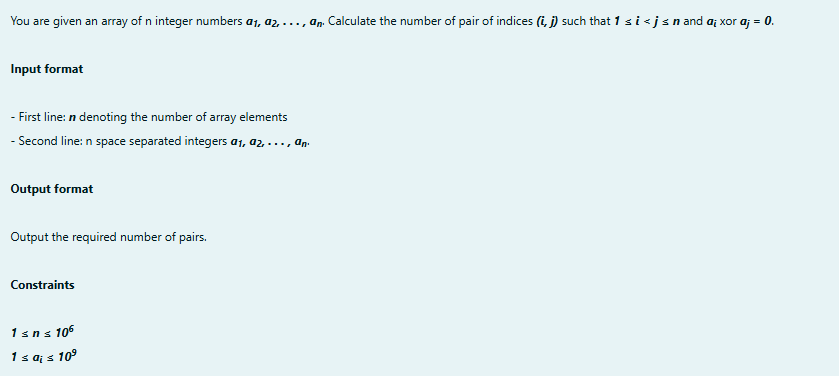 You are given an array of n integer numbers a1, a2, . . . , an. Calculate the number of pair of indices (i, j) such that 1 ≤ i < j ≤ n and ai xor aj = 0.
Input format
- First line: n denoting the number of array elements
- Second line: n space separated integers a1, a2, . . . , an.
Output format
Output the required number of pairs.
Constraints
1 ≤ n ≤ 10⁶
1 ≤ ai ≤ 10⁹